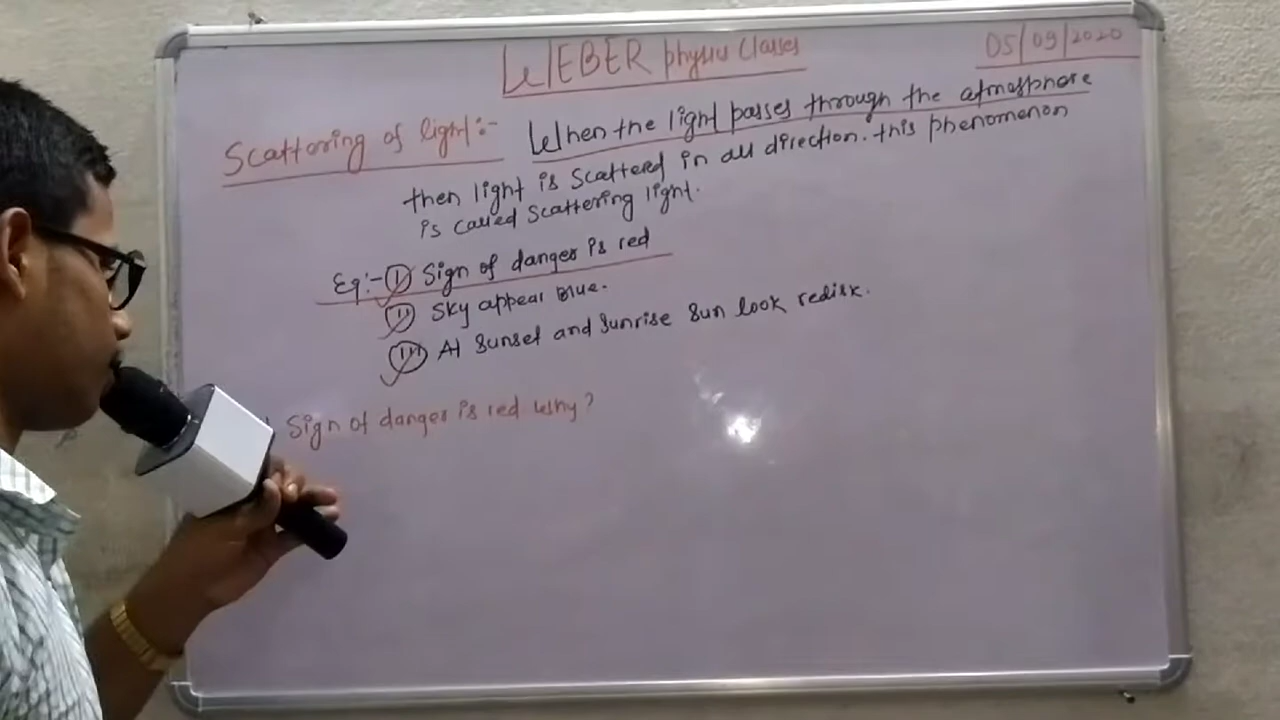 WEBER physics Classes
05/09/2020
Scattering of light:- When the light passes through the atmosphore
then light is scattered in all direction. this phenomenon
is called scattering light.
Eg:- (i) Sign of danger is red
(ii) Sky appear Blue.
(iii) At Sunset and Sunrise Sun look redisk.
Sign of danger is red why?